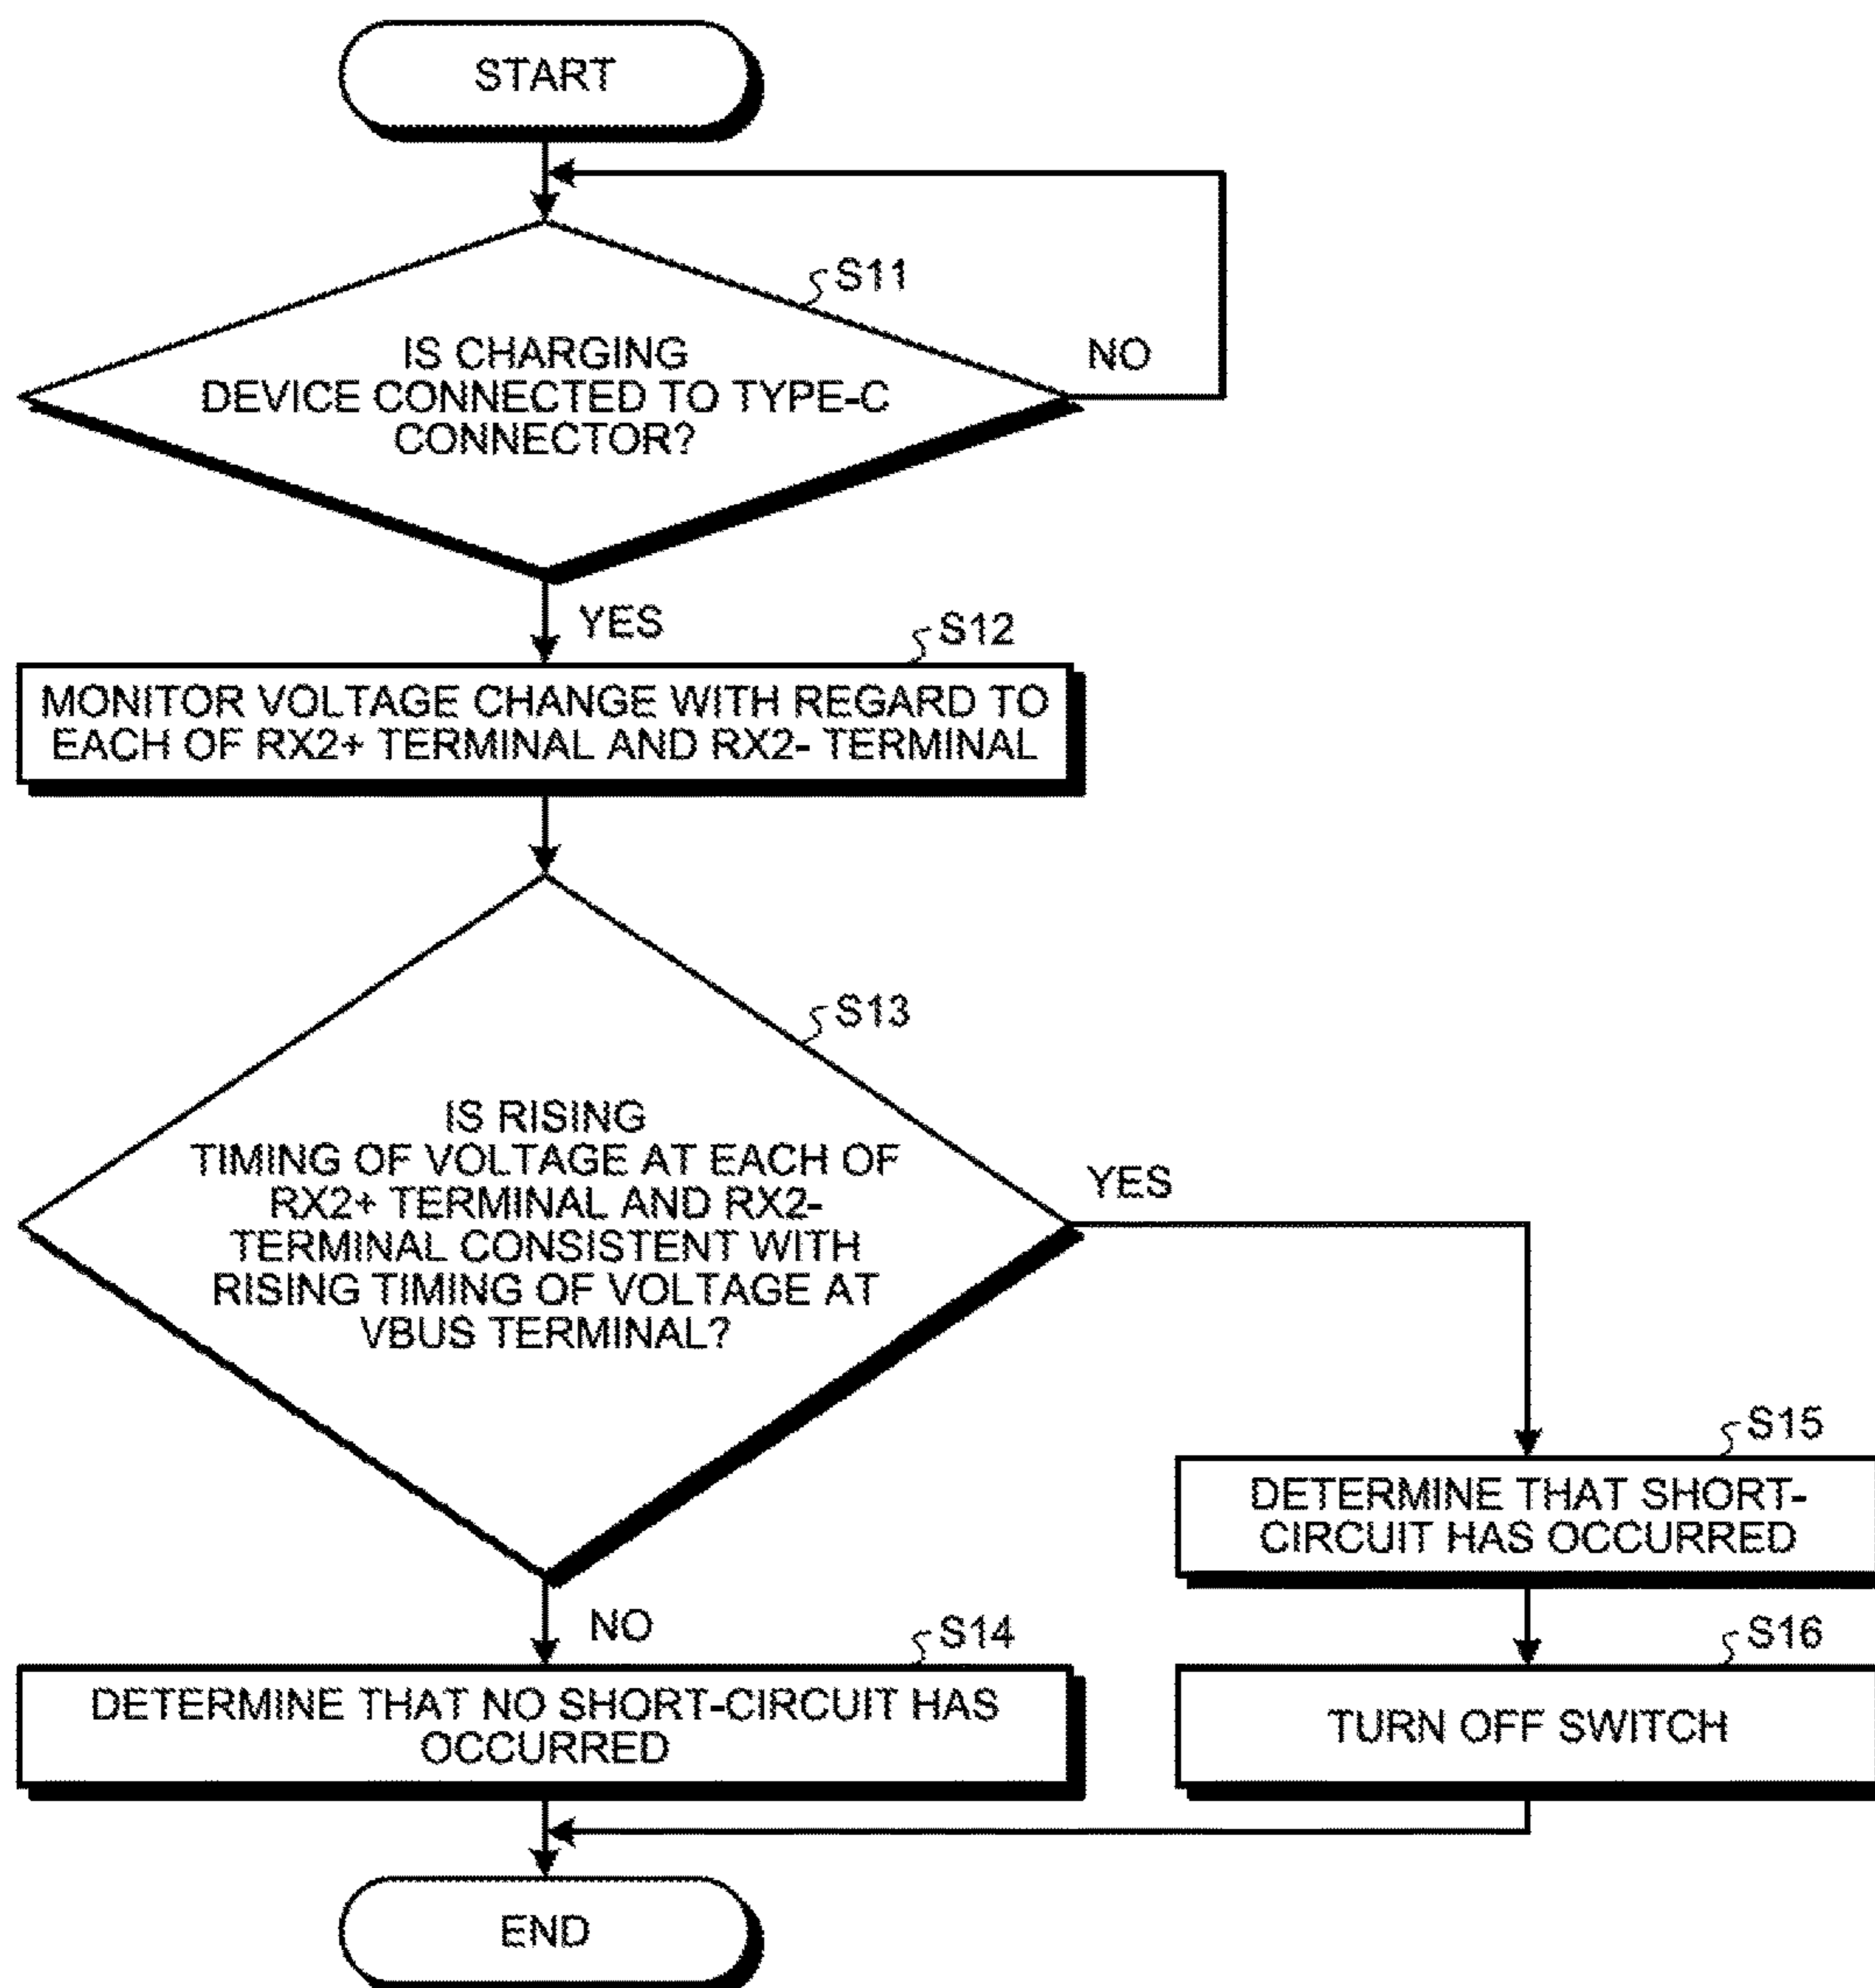 START
S11
IS CHARGING
DEVICE CONNECTED TO TYPE-C
CONNECTOR?
NO
YES
S12
MONITOR VOLTAGE CHANGE WITH REGARD TO
EACH OF RX2+ TERMINAL AND RX2- TERMINAL
S13
IS RISING
TIMING OF VOLTAGE AT EACH OF
RX2+ TERMINAL AND RX2-
TERMINAL CONSISTENT WITH
RISING TIMING OF VOLTAGE AT
VBUS TERMINAL?
YES
S15
DETERMINE THAT SHORT-
CIRCUIT HAS OCCURRED
NO
S14
DETERMINE THAT NO SHORT-CIRCUIT HAS
OCCURRED
S16
TURN OFF SWITCH
END